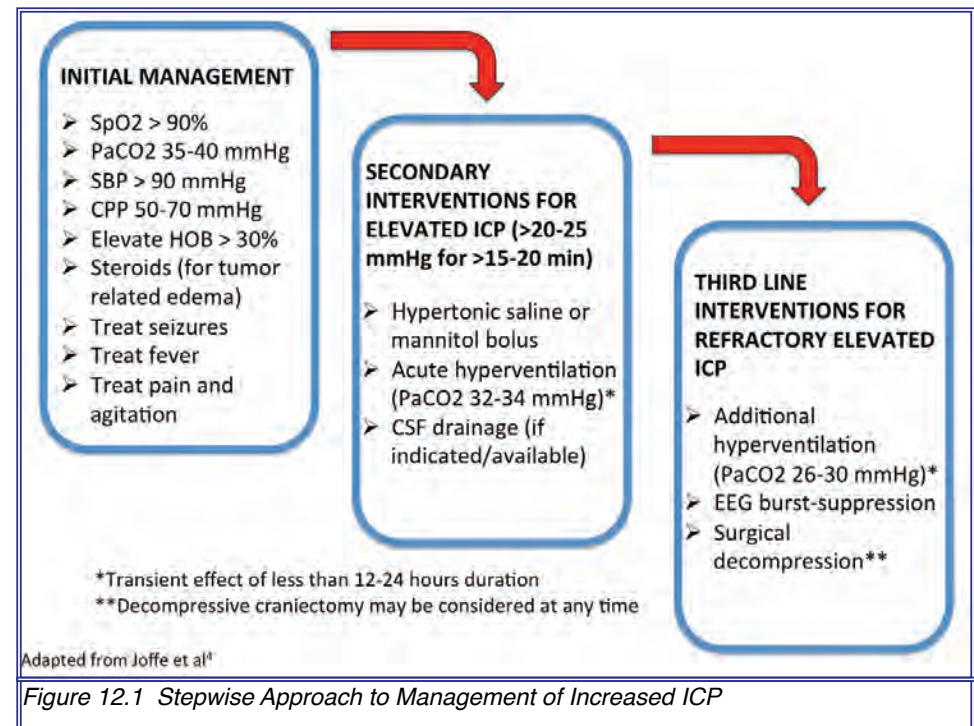 INITIAL MANAGEMENT
➢ SpO2 > 90%
➢ PaCO2 35-40 mmHg
➢ SBP > 90 mmHg
➢ CPP 50-70 mmHg
➢ Elevate HOB > 30%
➢ Steroids (for tumor
related edema)
➢ Treat seizures
➢ Treat fever
➢ Treat pain and
agitation
SECONDARY
INTERVENTIONS FOR
ELEVATED ICP (>20-25
mmHg for >15-20 min)
➢ Hypertonic saline or
mannitol bolus
➢ Acute hyperventilation
(PaCO2 32-34 mmHg)*
➢ CSF drainage (if
indicated/available)
THIRD LINE
INTERVENTIONS FOR
REFRACTORY ELEVATED
ICP
➢ Additional
hyperventilation
(PaCO2 26-30 mmHg)*
➢ EEG burst-suppression
➢ Surgical
decompression**
*Transient effect of less than 12-24 hours duration
**Decompressive craniectomy may be considered at any time
Adapted from Joffe et al⁴
Figure 12.1 Stepwise Approach to Management of Increased ICP